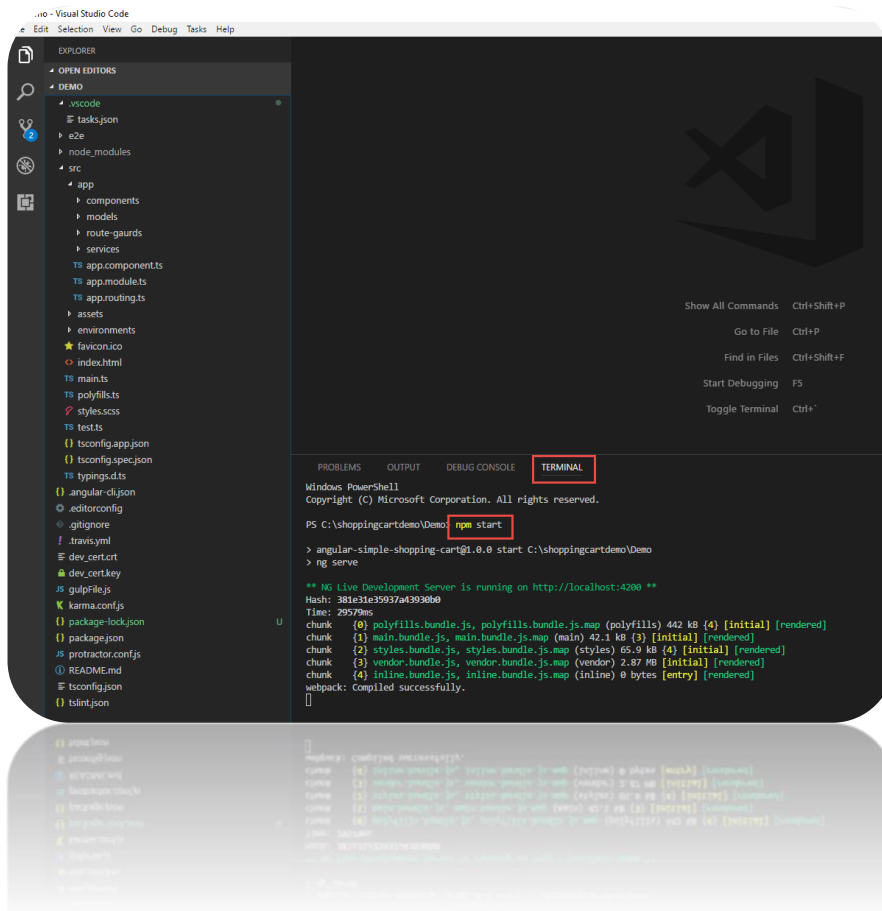 no - Visual Studio Code
Edit Selection View Go Debug Tasks Help
EXPLORER
OPEN EDITORS
DEMO
.vscode
tasks.json
e2e
node_modules
src
app
components
models
route-gaurds
services
TS app.component.ts
TS app.module.ts
TS app.routing.ts
assets
environments
favicon.ico
<> index.html
TS main.ts
TS polyfills.ts
styles.scss
TS test.ts
{} tsconfig.app.json
{} tsconfig.spec.json
TS typings.d.ts
{} .angular-cli.json
.editorconfig
.gitignore
! .travis.yml
dev_cert.crt
dev_cert.key
JS gulpFile.js
K karma.conf.js
{} package-lock.json U
{} package.json
JS protractor.conf.js
README.md
tsconfig.json
{} tslint.json
2
Show All Commands Ctrl+Shift+P
Go to File Ctrl+P
Find in Files Ctrl+Shift+F
Start Debugging F5
Toggle Terminal Ctrl+`
PROBLEMS OUTPUT DEBUG CONSOLE TERMINAL
Windows PowerShell
Copyright (C) Microsoft Corporation. All rights reserved.
PS C:\shoppingcartdemo\Demo> npm start
> angular-simple-shopping-cart@1.0.0 start C:\shoppingcartdemo\Demo
> ng serve
** NG Live Development Server is running on http://localhost:4200 **
Hash: 381e31e35937a43930b0
Time: 29579ms
chunk {0} polyfills.bundle.js, polyfills.bundle.js.map (polyfills) 442 kB {4} [initial] [rendered]
chunk {1} main.bundle.js, main.bundle.js.map (main) 42.1 kB {3} [initial] [rendered]
chunk {2} styles.bundle.js, styles.bundle.js.map (styles) 65.9 kB {4} [initial] [rendered]
chunk {3} vendor.bundle.js, vendor.bundle.js.map (vendor) 2.87 MB [initial] [rendered]
chunk {4} inline.bundle.js, inline.bundle.js.map (inline) 0 bytes [entry] [rendered]
webpack: Compiled successfully.